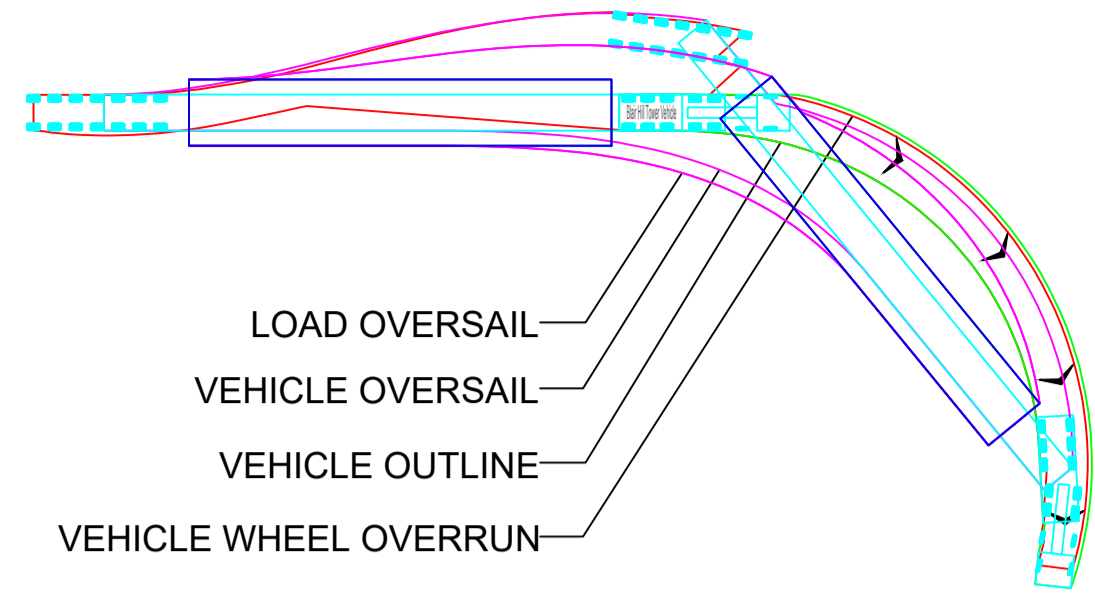 Blair Hill Tower Vehicle
LOAD OVERSAIL
VEHICLE OVERSAIL
VEHICLE OUTLINE
VEHICLE WHEEL OVERRUN